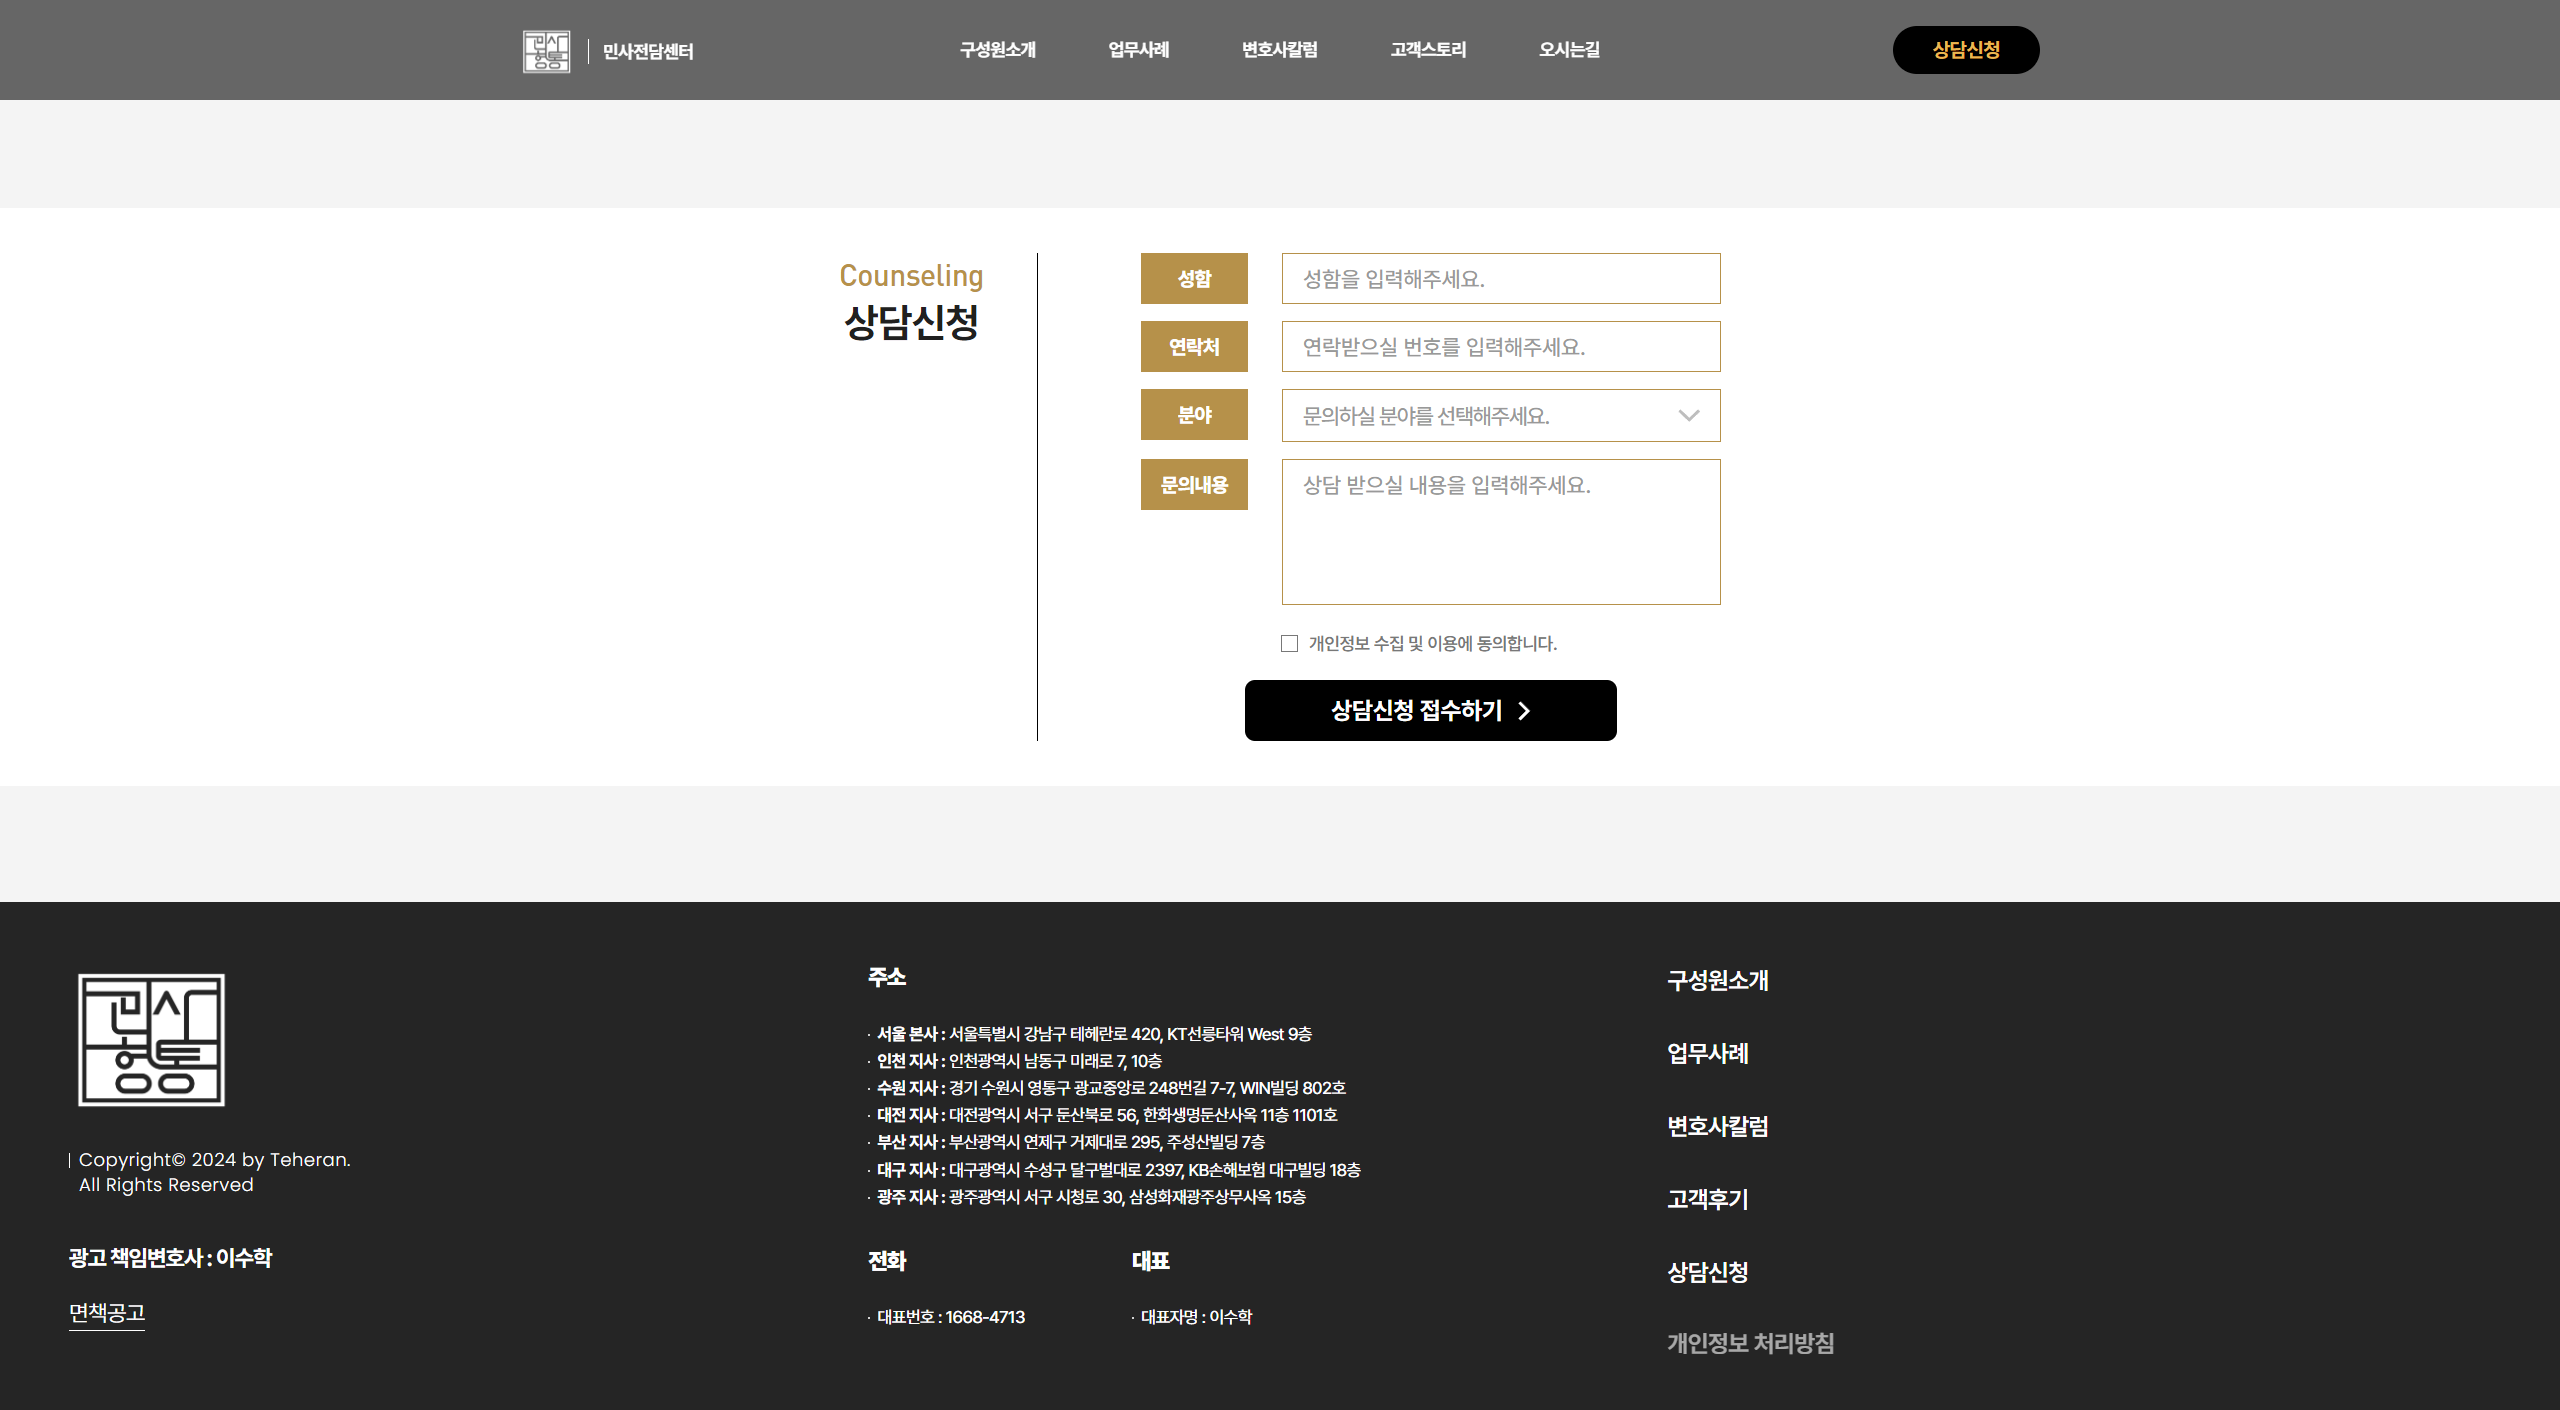 민사형통
민사전담센터
구성원소개
업무사례
변호사칼럼
고객스토리
오시는길
상담신청
Counseling
상담신청
성함
성함을 입력해주세요.
연락처
연락받으실 번호를 입력해주세요.
분야
문의하실 분야를 선택해주세요.
문의내용
상담 받으실 내용을 입력해주세요.
개인정보 수집 및 이용에 동의합니다.
상담신청 접수하기
민사형통
Copyright© 2024 by Teheran.
All Rights Reserved
광고 책임변호사 : 이수학
면책공고
주소
· 서울 본사 : 서울특별시 강남구 테헤란로 420, KT선릉타워 West 9층
· 인천 지사 : 인천광역시 남동구 미래로 7, 10층
· 수원 지사 : 경기 수원시 영통구 광교중앙로 248번길 7-7, WIN빌딩 802호
· 대전 지사 : 대전광역시 서구 둔산북로 56, 한화생명둔산사옥 11층 1101호
· 부산 지사 : 부산광역시 연제구 거제대로 295, 주성산빌딩 7층
· 대구 지사 : 대구광역시 수성구 달구벌대로 2397, KB손해보험 대구빌딩 18층
· 광주 지사 : 광주광역시 서구 시청로 30, 삼성화재광주상무사옥 15층
전화
· 대표번호 : 1668-4713
대표
· 대표자명 : 이수학
구성원소개
업무사례
변호사칼럼
고객후기
상담신청
개인정보 처리방침